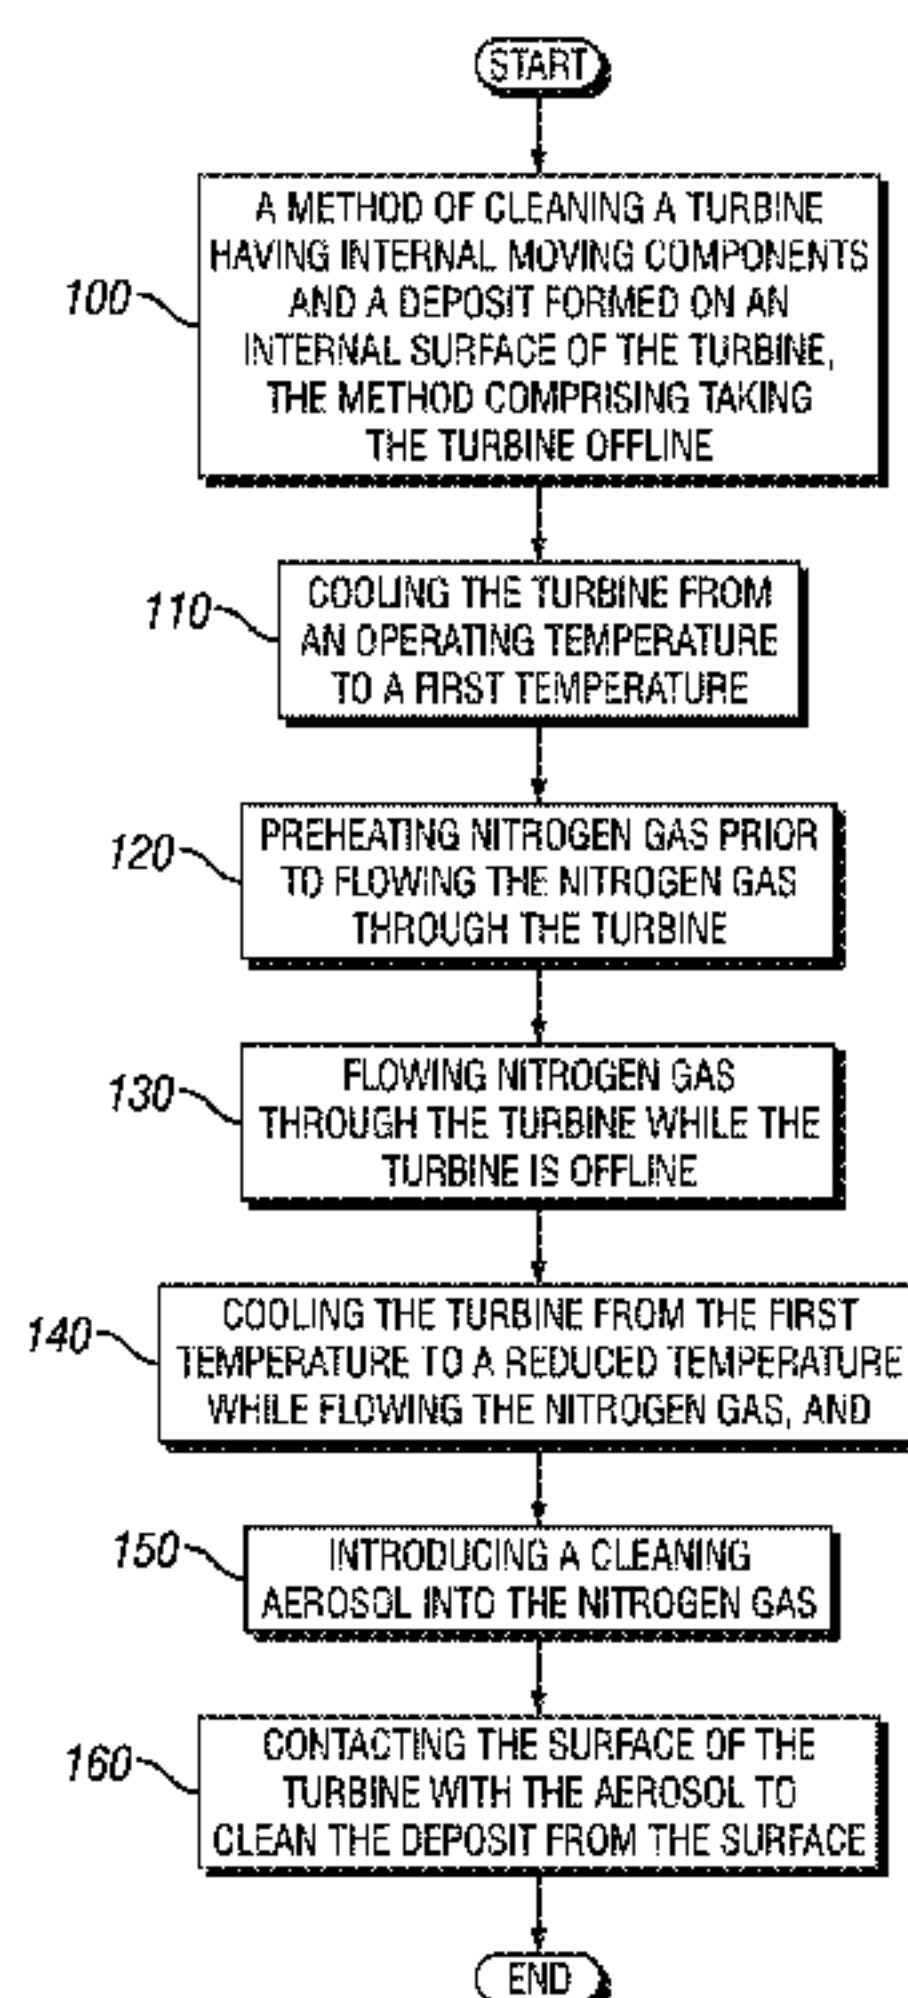 START
100
A METHOD OF CLEANING A TURBINE
HAVING INTERNAL MOVING COMPONENTS
AND A DEPOSIT FORMED ON AN
INTERNAL SURFACE OF THE TURBINE,
THE METHOD COMPRISING TAKING
THE TURBINE OFFLINE
110
COOLING THE TURBINE FROM
AN OPERATING TEMPERATURE
TO A FIRST TEMPERATURE
120
PREHEATING NITROGEN GAS PRIOR
TO FLOWING THE NITROGEN GAS
THROUGH THE TURBINE
130
FLOWING NITROGEN GAS
THROUGH THE TURBINE WHILE THE
TURBINE IS OFFLINE
140
COOLING THE TURBINE FROM THE FIRST
TEMPERATURE TO A REDUCED TEMPERATURE
WHILE FLOWING THE NITROGEN GAS, AND
150
INTRODUCING A CLEANING
AEROSOL INTO THE NITROGEN GAS
160
CONTACTING THE SURFACE OF THE
TURBINE WITH THE AEROSOL TO
CLEAN THE DEPOSIT FROM THE SURFACE
END